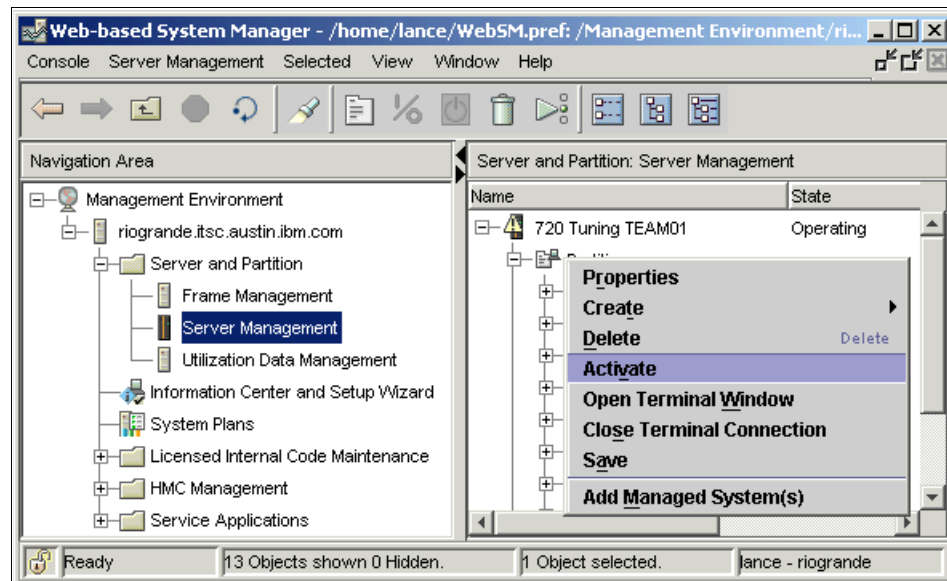 Web-based System Manager - /home/lance/WebSM.pref: /Management Environment/ri...
Console Server Management Selected View Window Help
Navigation Area
Management Environment
riogrande.itsc.austin.ibm.com
Server and Partition
Frame Management
Server Management
Utilization Data Management
Information Center and Setup Wizard
System Plans
Licensed Internal Code Maintenance
HMC Management
Service Applications
Server and Partition: Server Management
Name State
720 Tuning TEAM01 Operating
Properties
Create
Delete Delete
Activate
Open Terminal Window
Close Terminal Connection
Save
Add Managed System(s)
Ready 13 Objects shown 0 Hidden. 1 Object selected. lance - riogrande